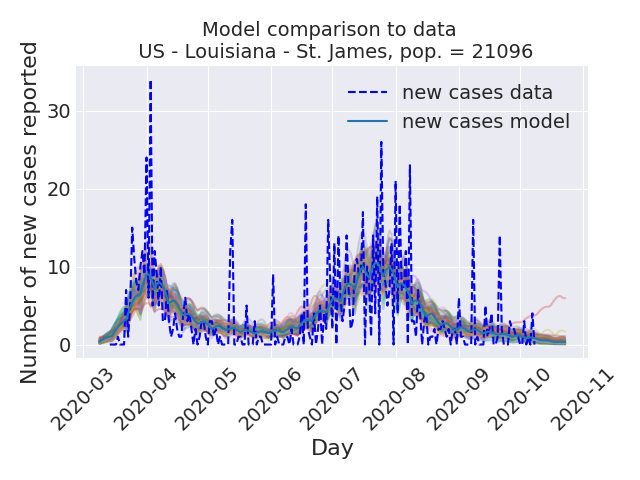 Model comparison to data
US - Louisiana - St. James, pop. = 21096
Number of new cases reported
30
20
10
0
new cases data
new cases model
2020-03
2020-04
2020-05
2020-06
2020-07
2020-08
2020-09
2020-10
2020-11
Day